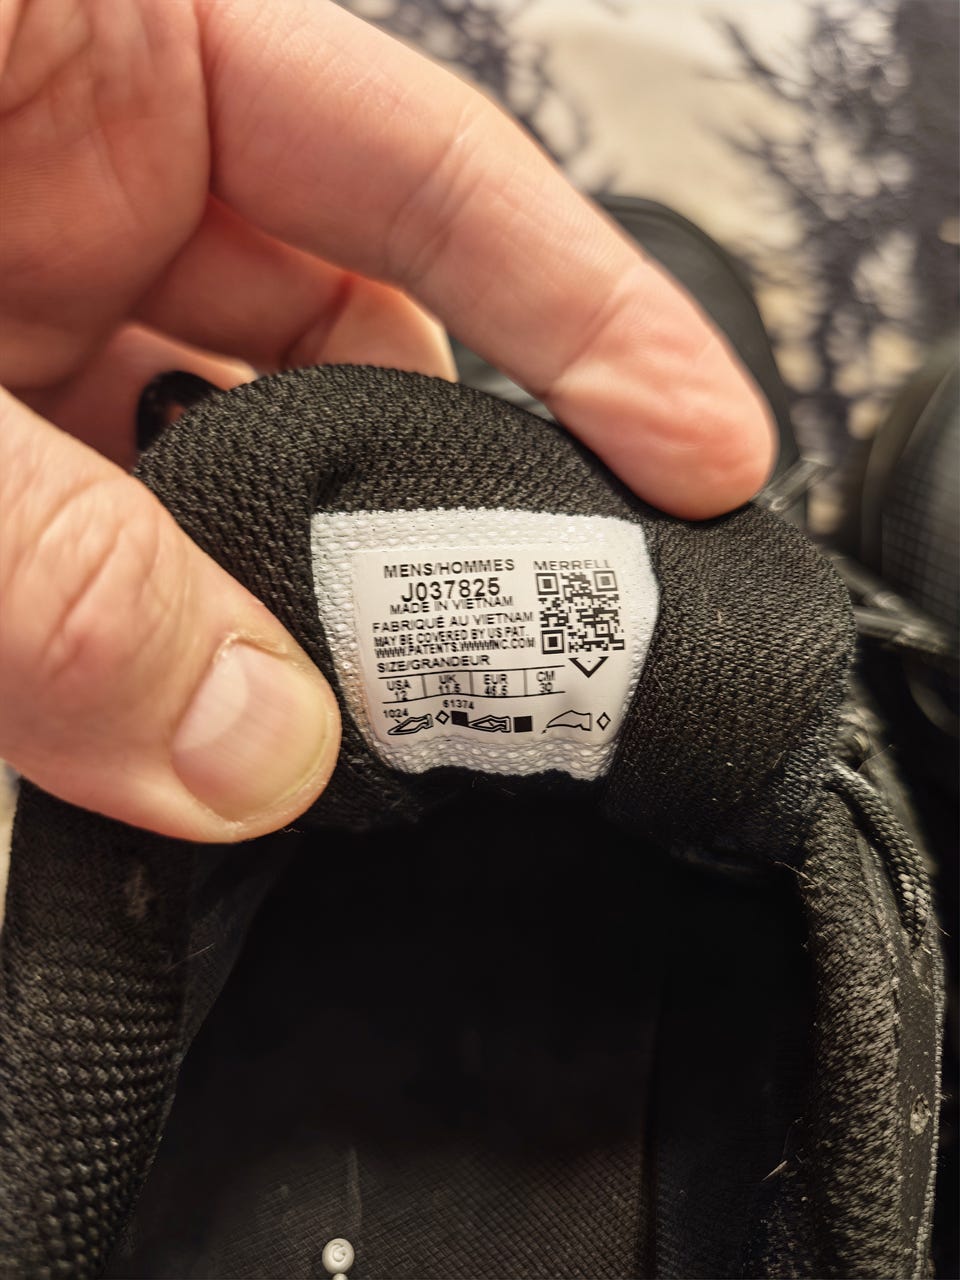 MENS/HOMMES
MERRELL
J037825
MADE IN VIETNAM
FABRIQUÉ AU VIETNAM
MAY BE COVERED BY US PAT.
WWW.PATENTS.WWWINC.COM
SIZE/GRANDEUR
USA UK EUR CM
12 11.5 46.5 30
1024 61374